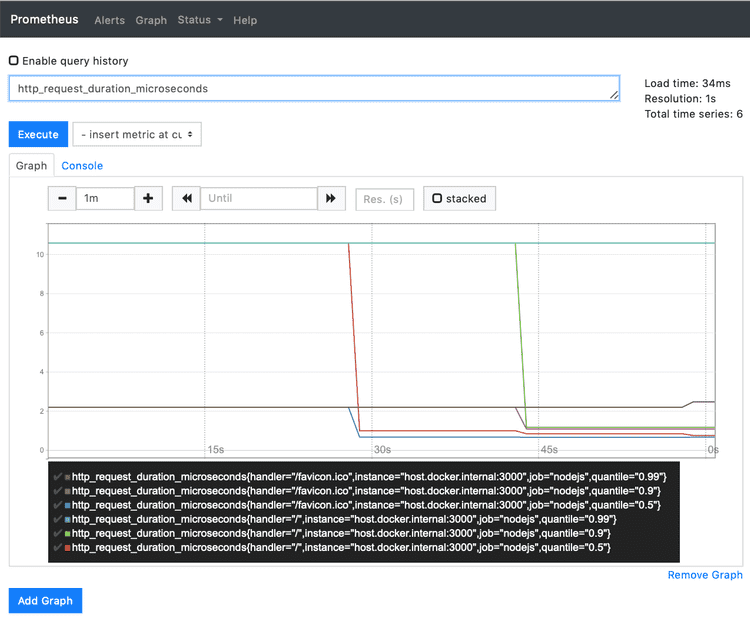 Prometheus Alerts Graph Status Help
Enable query history
http_request_duration_microseconds
Load time: 34ms
Resolution: 1s
Total time series: 6
Execute - insert metric at cu
Graph Console
1m Until Res. (s) stacked
10
8
6
4
2
0
15s 30s 45s 0s
http_request_duration_microseconds{handler="/favicon.ico",instance="host.docker.internal:3000",job="nodejs",quantile="0.99"}
http_request_duration_microseconds{handler="/favicon.ico",instance="host.docker.internal:3000",job="nodejs",quantile="0.9"}
http_request_duration_microseconds{handler="/favicon.ico",instance="host.docker.internal:3000",job="nodejs",quantile="0.5"}
http_request_duration_microseconds{handler="/",instance="host.docker.internal:3000",job="nodejs",quantile="0.99"}
http_request_duration_microseconds{handler="/",instance="host.docker.internal:3000",job="nodejs",quantile="0.9"}
http_request_duration_microseconds{handler="/",instance="host.docker.internal:3000",job="nodejs",quantile="0.5"}
Remove Graph
Add Graph